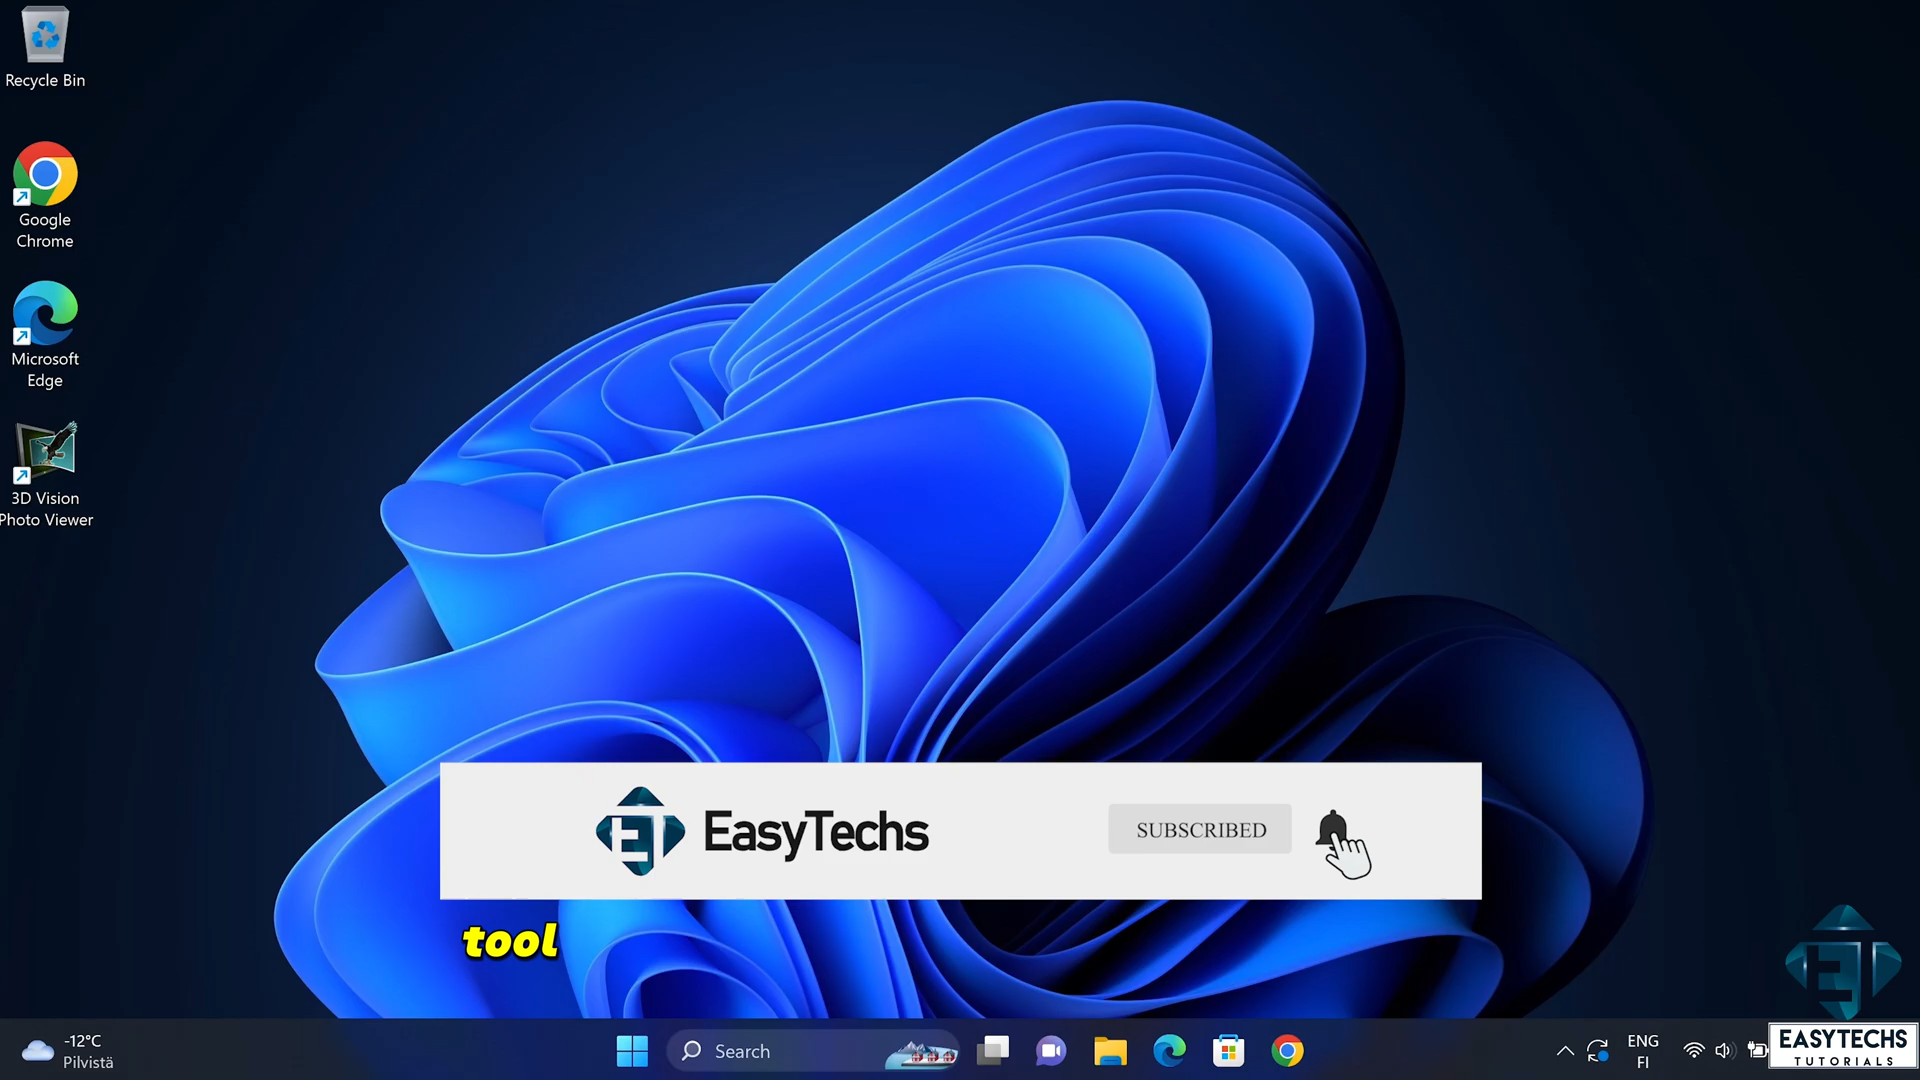 Recycle Bin
Google
Chrome
Microsoft
Edge
3D Vision
Photo Viewer
EasyTechs
SUBSCRIBED
tool
-12°C
Pilvistä
Search
ENG
FI
EASYTECHS
TUTORIALS